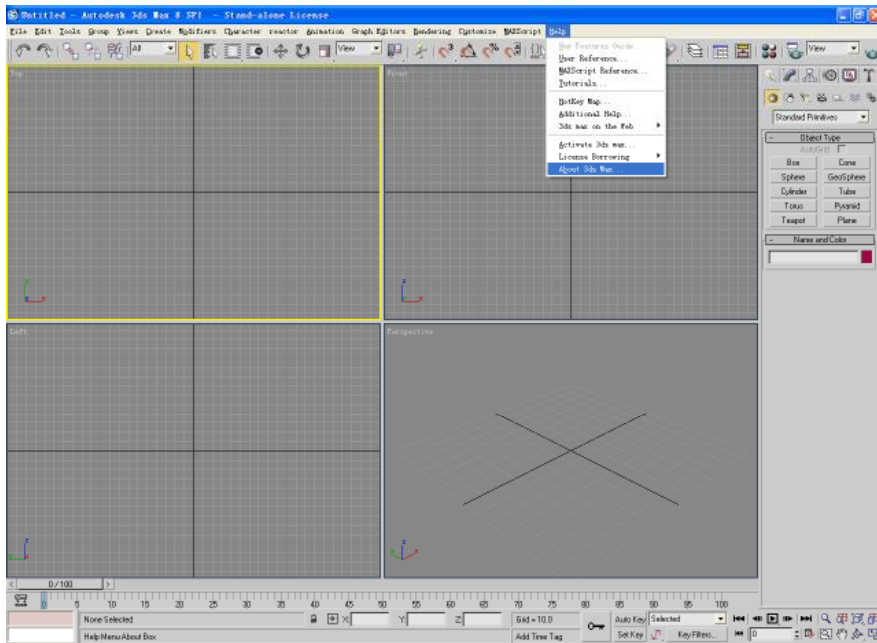 Untitled - Autodesk 3ds Max 8 SP1 - Stand-alone License
File Edit Tools Group Views Create Modifiers Character reactor Animation Graph Editors Rendering Customize MAXScript Help
All
View
View
New Features Guide...
User Reference...
MAXScript Reference...
Tutorials...
HotKey Map...
Additional Help...
3ds max on the Web
Activate 3ds max...
License Borrowing
About 3ds Max...
Top
Front
Left
Perspective
Standard Primitives
- Object Type
AutoGrid
Box Cone
Sphere GeoSphere
Cylinder Tube
Torus Pyramid
Teapot Plane
- Name and Color
z
x
< 0 / 100 >
0 5 10 15 20 25 30 35 40 45 50 55 60 65 70 75 80 85 90 95 100
None Selected X: Y: Z: Grid = 10.0 Auto Key Selected
Help Menu About Box Add Time Tag Set Key Key Filters... 0